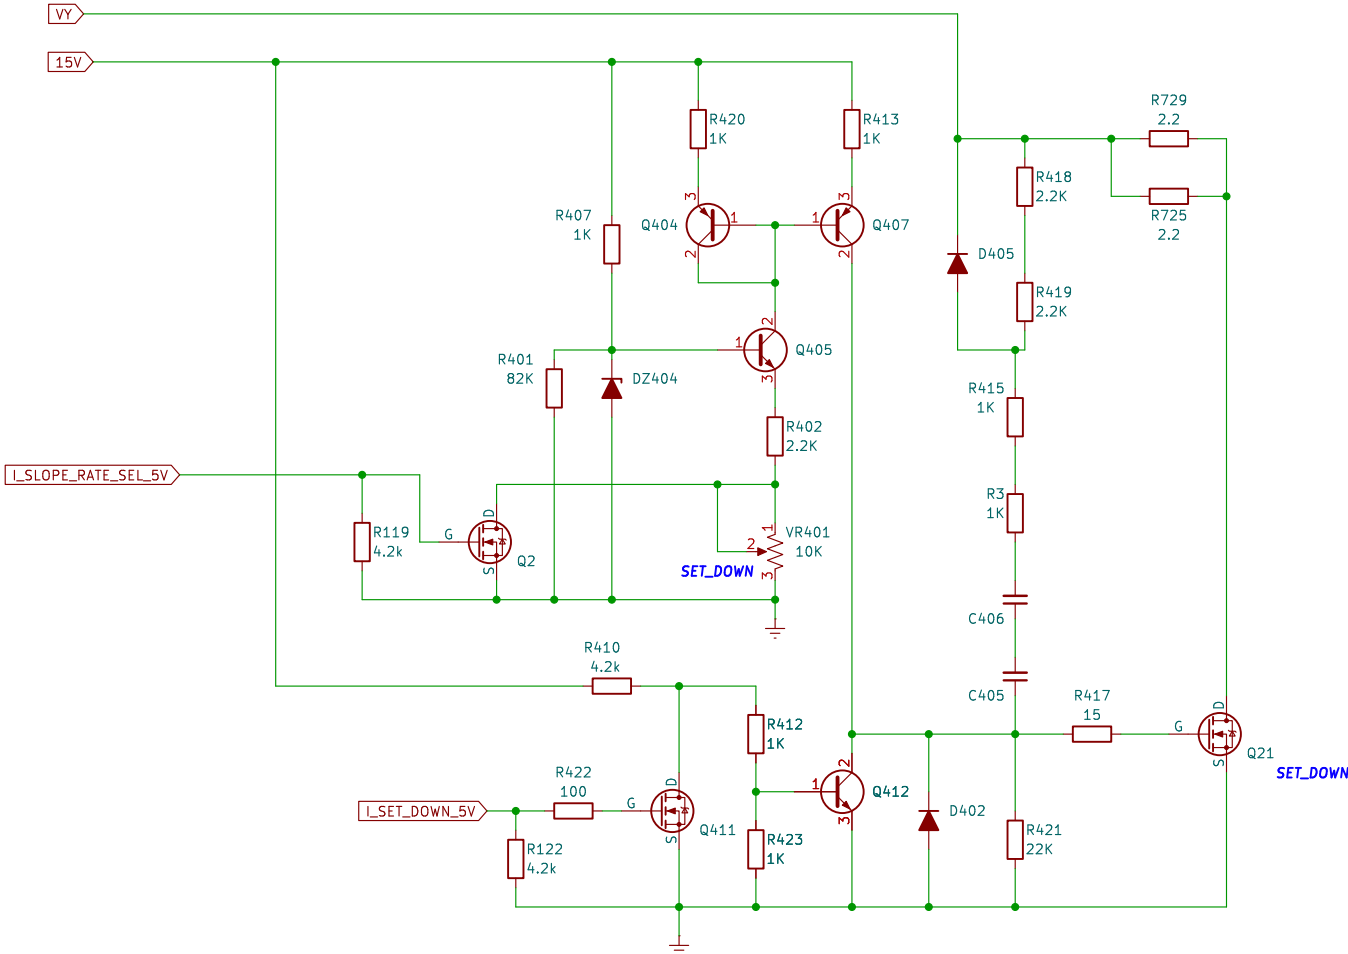 VY
15V
R729
2.2
R420
1K
R413
1K
R418
2.2K
R725
2.2
3
3
R407
1K
Q404
1
1
Q407
2
2
D405
R419
2.2K
2
1
Q405
3
R401
82K
DZ404
R415
1K
R402
2.2K
I_SLOPE_RATE_SEL_5V
R3
1K
R119
4.2k
G
D
S
Q2
1
VR401
10K
2
3
SET_DOWN
C406
R410
4.2k
C405
R417
15
R412
1K
G
D
S
Q21
SET_DOWN
R422
100
2
1
Q412
3
I_SET_DOWN_5V
G
D
S
Q411
D402
R122
4.2k
R423
1K
R421
22K